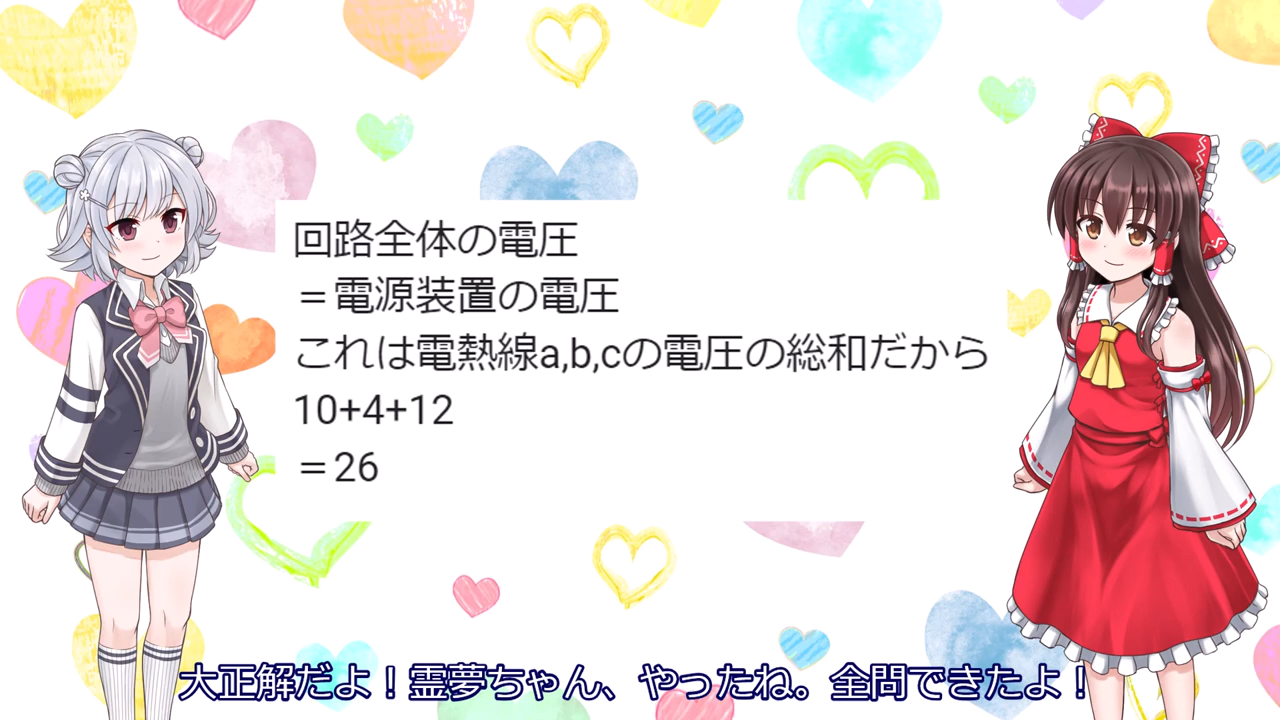 回路全体の電圧
＝電源装置の電圧
これは電熱線a,b,cの電圧の総和だから
10+4+12
＝26
大正解だよ！霊夢ちゃん、やったね。全問できたよ！